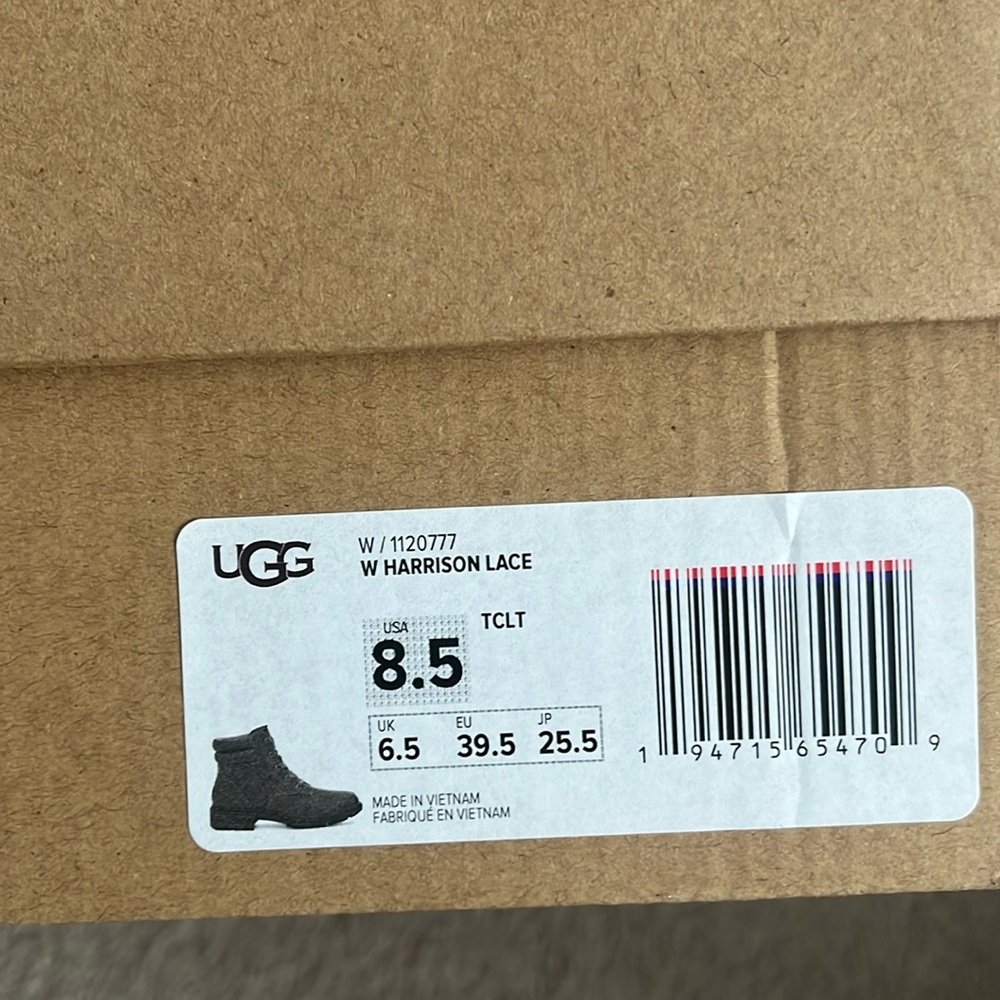 UGG
W / 1120777
W HARRISON LACE
USA
8.5
TCLT
UK EU JP
6.5 39.5 25.5
MADE IN VIETNAM
FABRIQUÉ EN VIETNAM
1 94715 65470 9